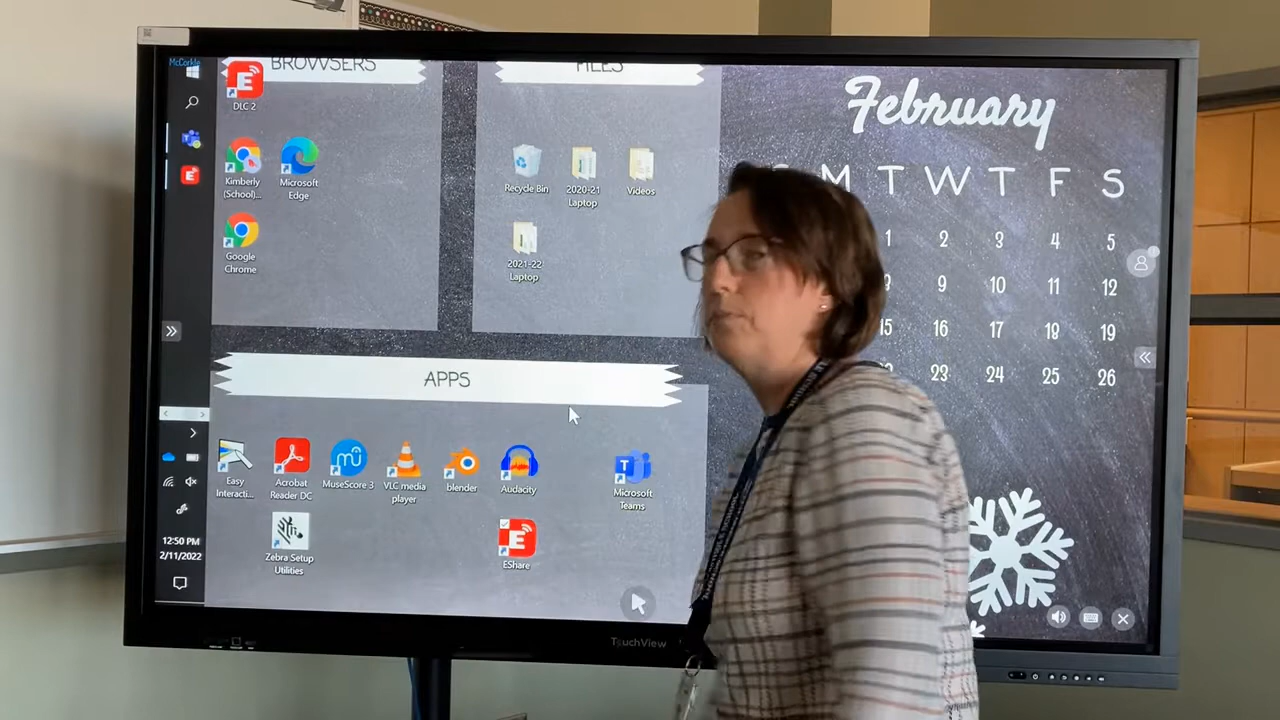 McCorkle
BROWSERS
FILES
February
DLC 2
M T W T F S
Kimberly
(School)...
Microsoft
Edge
Recycle Bin
2020-21
Laptop
Videos
1 2 3 4 5
Google
Chrome
2021-22
Laptop
9 10 11 12
15 16 17 18 19
APPS
23 24 25 26
Easy
Interacti...
Acrobat
Reader DC
MuseScore 3
VLC media
player
blender
Audacity
Microsoft
Teams
Zebra Setup
Utilities
EShare
12:50 PM
2/11/2022
TouchView